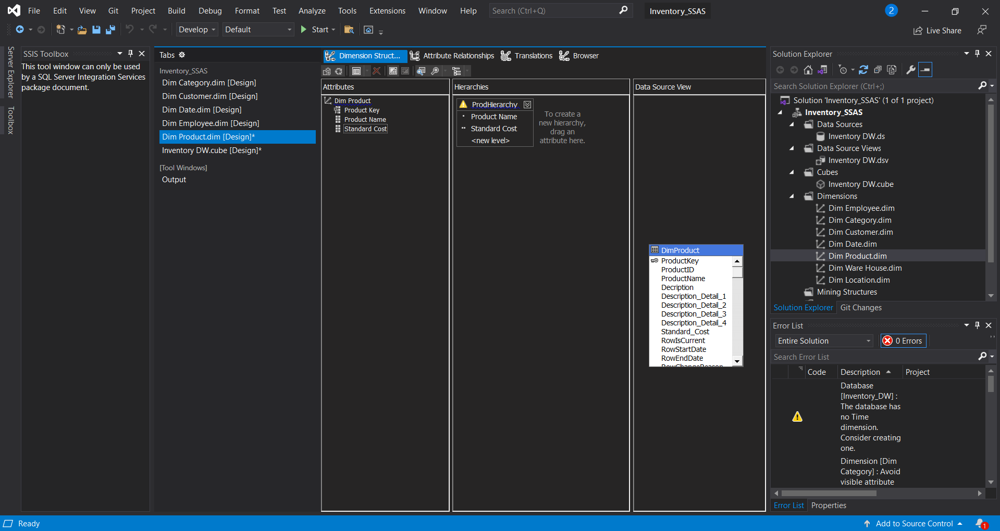 File Edit View Git Project Build Debug Format Test Analyze Tools Extensions Window Help Search (Ctrl+Q) Inventory_SSAS 2
Develop Default Start Live Share
Server Explorer
Toolbox
SSIS Toolbox
This tool window can only be used
by a SQL Server Integration Services
package document.
Tabs
Inventory_SSAS
Dim Category.dim [Design]
Dim Customer.dim [Design]
Dim Date.dim [Design]
Dim Employee.dim [Design]
Dim Product.dim [Design]*
Inventory DW.cube [Design]*
[Tool Windows]
Output
Dimension Struct... Attribute Relationships Translations Browser
Attributes
Dim Product
Product Key
Product Name
Standard Cost
Hierarchies
ProdHierarchy
Product Name
Standard Cost
<new level>
To create a
new hierarchy,
drag an
attribute here.
Data Source View
DimProduct
ProductKey
ProductID
ProductName
Decription
Description_Detail_1
Description_Detail_2
Description_Detail_3
Description_Detail_4
Standard_Cost
RowIsCurrent
RowStartDate
RowEndDate
RowChangeReason
Solution Explorer
Search Solution Explorer (Ctrl+;)
Solution 'Inventory_SSAS' (1 of 1 project)
Inventory_SSAS
Data Sources
Inventory DW.ds
Data Source Views
Inventory DW.dsv
Cubes
Inventory DW.cube
Dimensions
Dim Employee.dim
Dim Category.dim
Dim Customer.dim
Dim Date.dim
Dim Product.dim
Dim Ware House.dim
Dim Location.dim
Mining Structures
Solution Explorer Git Changes
Error List
Entire Solution 0 Errors
Search Error List
Code Description Project
Database
[Inventory_DW] :
The database has
no Time
dimension.
Consider creating
one.
Dimension [Dim
Category] : Avoid
visible attribute
Error List Properties
Ready Add to Source Control 1